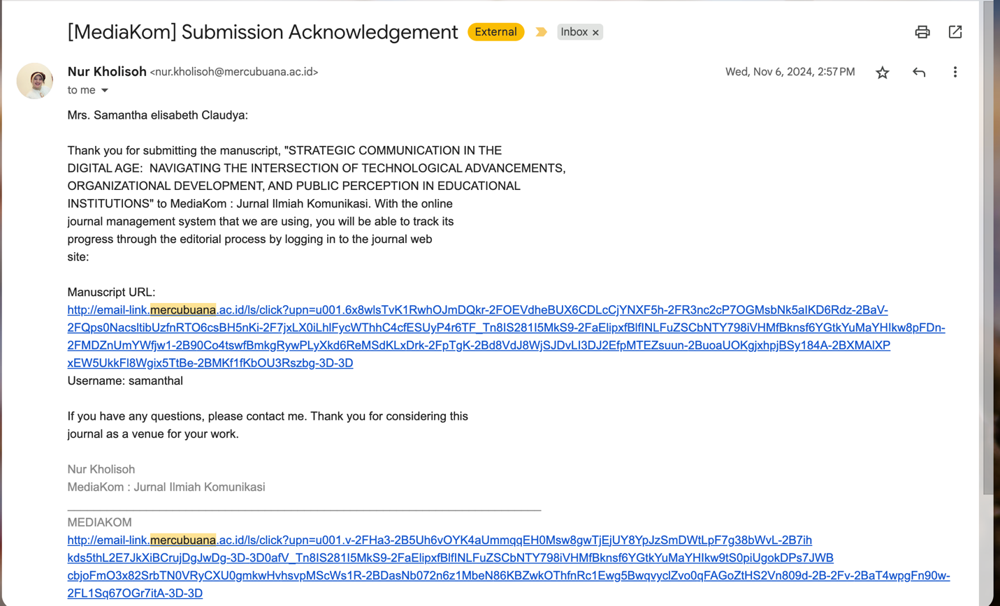 [MediaKom] Submission Acknowledgement External Inbox ×
Nur Kholisoh <nur.kholisoh@mercubuana.ac.id> Wed, Nov 6, 2024, 2:57 PM
to me
Mrs. Samantha elisabeth Claudya:
Thank you for submitting the manuscript, "STRATEGIC COMMUNICATION IN THE
DIGITAL AGE:  NAVIGATING THE INTERSECTION OF TECHNOLOGICAL ADVANCEMENTS,
ORGANIZATIONAL DEVELOPMENT, AND PUBLIC PERCEPTION IN EDUCATIONAL
INSTITUTIONS" to MediaKom : Jurnal Ilmiah Komunikasi. With the online
journal management system that we are using, you will be able to track its
progress through the editorial process by logging in to the journal web
site:
Manuscript URL:
http://email-link.mercubuana.ac.id/ls/click?upn=u001.6x8wlsTvK1RwhOJmDQkr-2FOEVdheBUX6CDLcCjYNXF5h-2FR3nc2cP7OGMsbNk5aIKD6Rdz-2BaV-
2FQps0NacsltibUzfnRTO6csBH5nKi-2F7jxLX0iLhlFycWThhC4cfESUyP4r6TF_Tn8IS281I5MkS9-2FaElipxfBlfINLFuZSCbNTY798iVHMfBknsf6YGtkYuMaYHIkw8pFDn-
2FMDZnUmYWfjw1-2B90Co4tswfBmkgRywPLyXkd6ReMSdKLxDrk-2FpTgK-2Bd8VdJ8WjSJDvLI3DJ2EfpMTEZsuun-2BuoaUOKgjxhpjBSy184A-2BXMAlXP
xEW5UkkFl8Wgix5TtBe-2BMKf1fKbOU3Rszbg-3D-3D
Username: samanthal
If you have any questions, please contact me. Thank you for considering this
journal as a venue for your work.
Nur Kholisoh
MediaKom : Jurnal Ilmiah Komunikasi
MEDIAKOM
http://email-link.mercubuana.ac.id/ls/click?upn=u001.v-2FHa3-2B5Uh6vOYK4aUmmqqEH0Msw8gwTjEjUY8YpJzSmDWtLpF7g38bWvL-2B7ih
kds5thL2E7JkXiBCrujDgJwDg-3D-3D0afV_Tn8IS281I5MkS9-2FaElipxfBlfINLFuZSCbNTY798iVHMfBknsf6YGtkYuMaYHIkw9tS0piUgokDPs7JWB
cbjoFmO3x82SrbTN0VRyCXU0gmkwHvhsvpMScWs1R-2BDasNb072n6z1MbeN86KBZwkOThfnRc1Ewg5BwqvyclZvo0qFAGoZtHS2Vn809d-2B-2Fv-2BaT4wpgFn90w-
2FL1Sq67OGr7itA-3D-3D